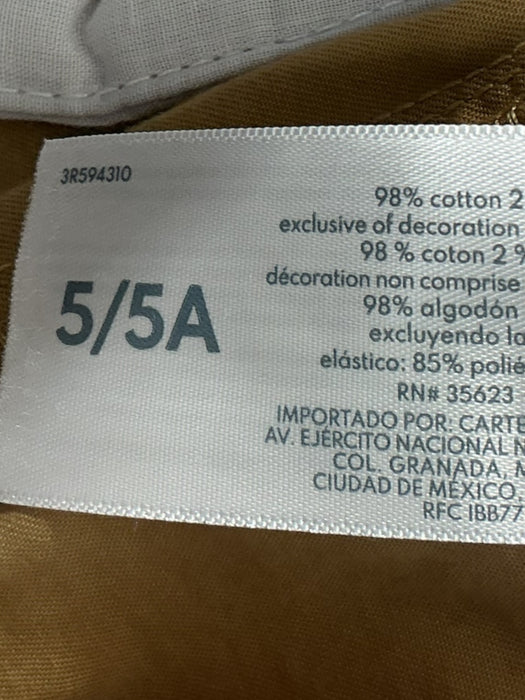 3R594310
98% cotton 2
exclusive of decoration
98 % coton 2 %
décoration non comprise
5/5A
98% algodón
excluyendo la
elástico: 85% polié
RN# 35623
IMPORTADO POR: CARTE
AV. EJÉRCITO NACIONAL N
COL. GRANADA, M
CIUDAD DE MÉXICO.
RFC IBB77